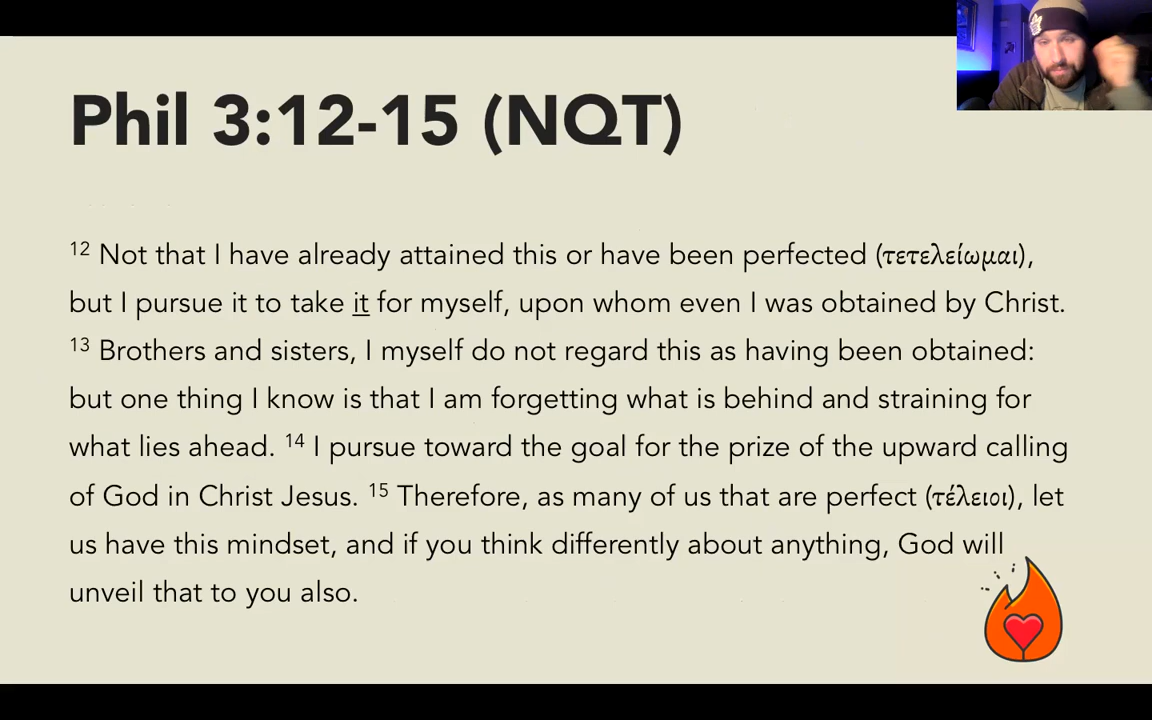 Phil 3:12-15 (NQT)
12 Not that I have already attained this or have been perfected (τετελείωμαι),
but I pursue it to take it for myself, upon whom even I was obtained by Christ.
13 Brothers and sisters, I myself do not regard this as having been obtained:
but one thing I know is that I am forgetting what is behind and straining for
what lies ahead. 14 I pursue toward the goal for the prize of the upward calling
of God in Christ Jesus. 15 Therefore, as many of us that are perfect (τέλειοι), let
us have this mindset, and if you think differently about anything, God will
unveil that to you also.